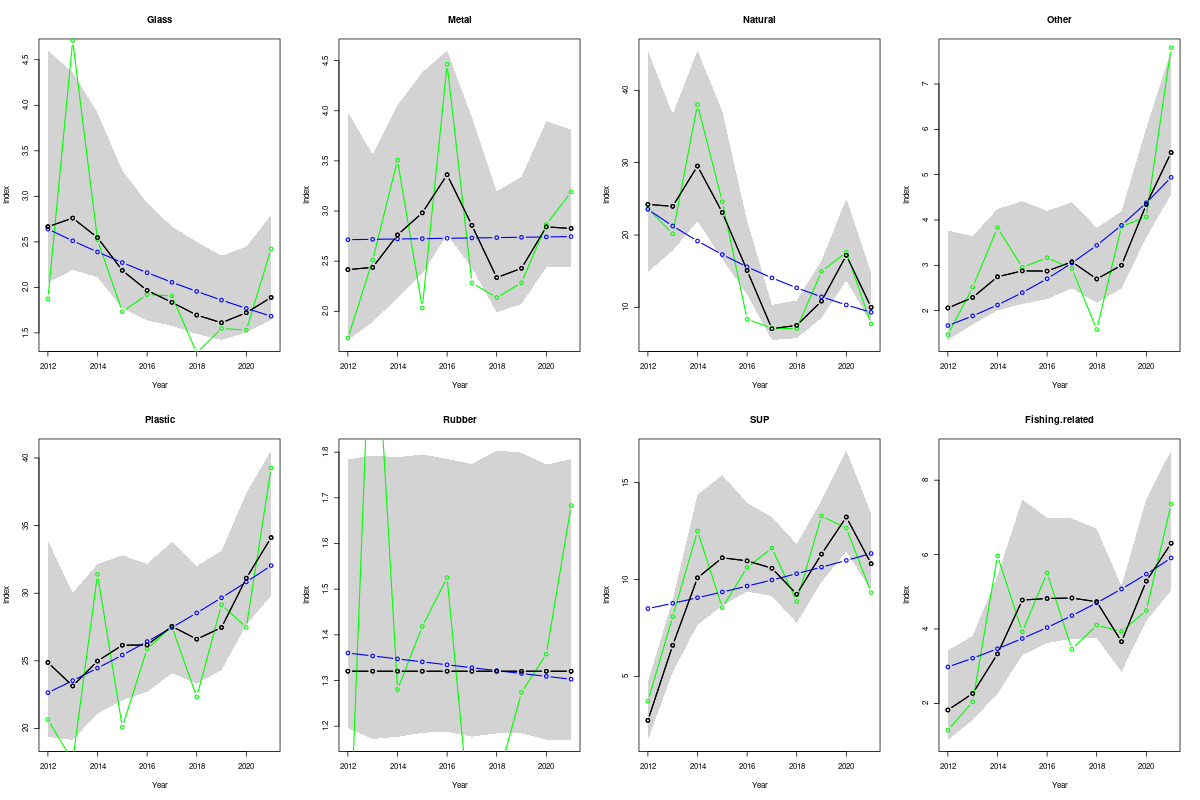 Glass Metal Natural Other
4.5 4.0 3.5 3.0 2.5 2.0 1.5
Index
2012 2014 2016 2018 2020
Year
4.5 4.0 3.5 3.0 2.5 2.0
Index
2012 2014 2016 2018 2020
Year
40 30 20 10
Index
2012 2014 2016 2018 2020
Year
7 6 5 4 3 2
Index
2012 2014 2016 2018 2020
Year
Plastic Rubber SUP Fishing.related
40 35 30 25 20
Index
2012 2014 2016 2018 2020
Year
1.8 1.7 1.6 1.5 1.4 1.3 1.2
Index
2012 2014 2016 2018 2020
Year
15 10 5
Index
2012 2014 2016 2018 2020
Year
8 6 4 2
Index
2012 2014 2016 2018 2020
Year